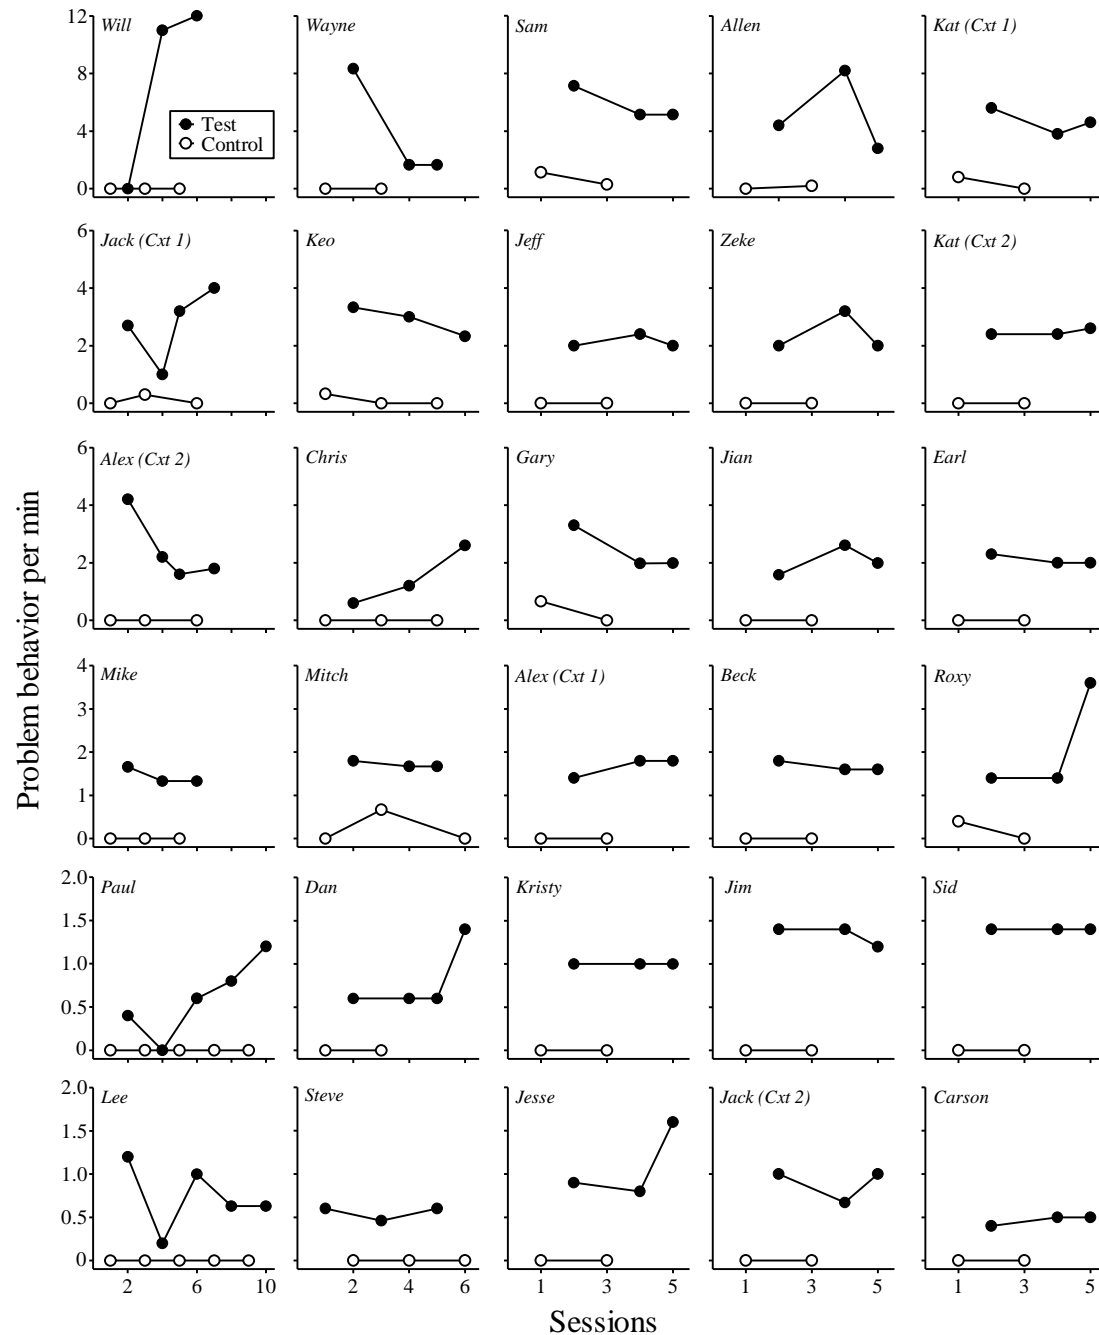 Problem behavior per min
12
8
4
0
Will
Test
Control
Wayne
Sam
Allen
Kat (Cxt 1)
6
4
2
0
Jack (Cxt 1)
Keo
Jeff
Zeke
Kat (Cxt 2)
6
4
2
0
Alex (Cxt 2)
Chris
Gary
Jian
Earl
4
3
2
1
0
Mike
Mitch
Alex (Cxt 1)
Beck
Roxy
2.0
1.5
1.0
0.5
0
Paul
Dan
Kristy
Jim
Sid
2.0
1.5
1.0
0.5
0
Lee
Steve
Jesse
Jack (Cxt 2)
Carson
2 6 10 2 4 6 1 3 5 1 3 5 1 3 5
Sessions